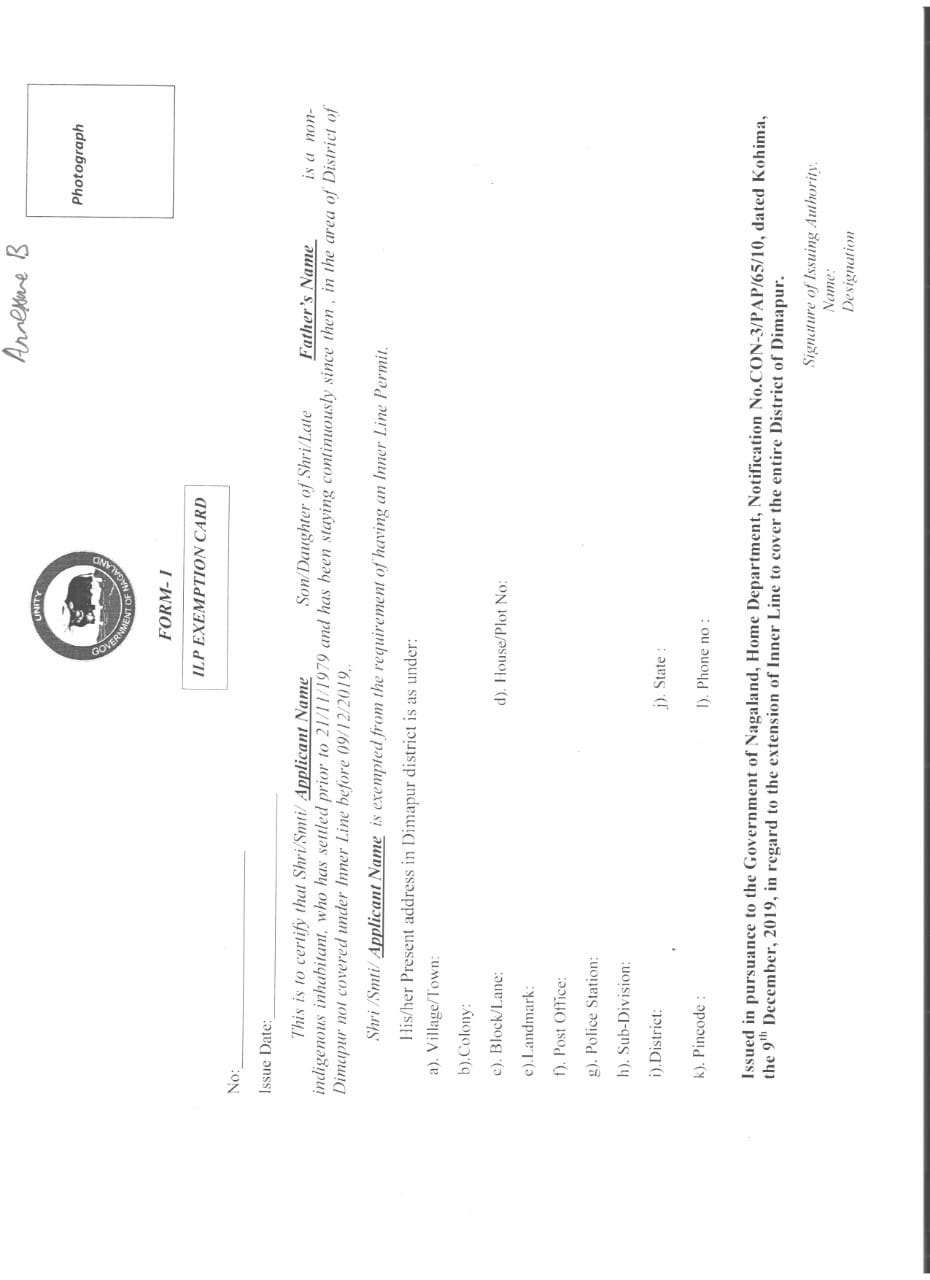 Annexure B
Photograph
UNITY
GOVERNMENT OF NAGALAND
FORM- I
ILP EXEMPTION CARD
No:
Issue Date:
This is to certify that Shri/Smti/ Applicant Name Son/Daughter of Shri/Late Father's Name is a non-
indigenous inhabitant, who has settled prior to 21/11/1979 and has been staying continuously since then , in the area of District of
Dimapur not covered under Inner Line before 09/12/2019,.
Shri /Smti/ Applicant Name is exempted from the requirement of having an Inner Line Permit.
His/her Present address in Dimapur district is as under:
a). Village/Town:
b).Colony:
c). Block/Lane: d). House/Plot No:
e).Landmark:
f). Post Office:
g). Police Station:
h). Sub-Division:
i).District: j). State :
k). Pincode : l). Phone no :
Issued in pursuance to the Government of Nagaland, Home Department, Notification No.CON-3/PAP/65/10, dated Kohima,
the 9th December, 2019, in regard to the extension of Inner Line to cover the entire District of Dimapur.
Signature of Issuing Authority.
Name:
Designation